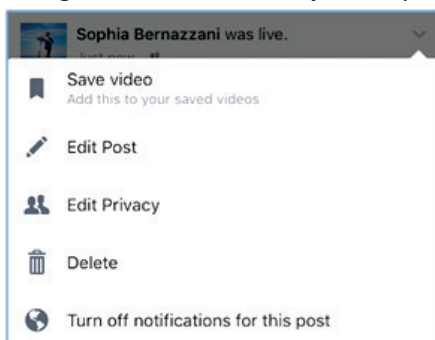 Sophia Bernazzani was live.
Save video
Add this to your saved videos
Edit Post
Edit Privacy
Delete
Turn off notifications for this post